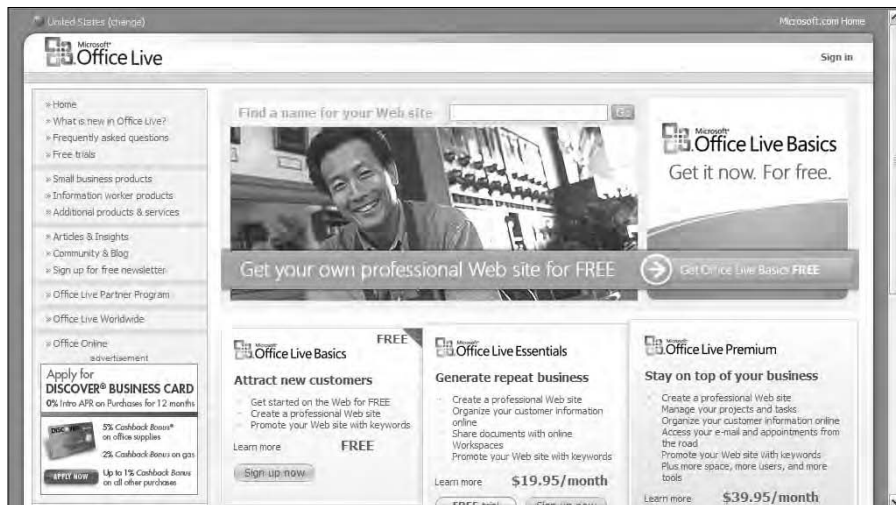 United States (change)
Microsoft.com Home
Microsoft®
Office Live
Sign in
» Home
» What is new in Office Live?
» Frequently asked questions
» Free trials
» Small business products
» Information worker products
» Additional products & services
» Articles & Insights
» Community & Blog
» Sign up for free newsletter
» Office Live Partner Program
» Office Live Worldwide
» Office Online
advertisement
Apply for
DISCOVER® BUSINESS CARD
0% Intro APR on Purchases for 12 months
DISCOVER
5% Cashback Bonus®
on office supplies
2% Cashback Bonus on gas
APPLY NOW
Up to 1% Cashback Bonus
on all other purchases
Find a name for your Web site
GO
Microsoft®
Office Live Basics
Get it now. For free.
Get your own professional Web site for FREE
Get Office Live Basics FREE
FREE
Microsoft®
Office Live Basics
Attract new customers
Get started on the Web for FREE
Create a professional Web site
Promote your Web site with keywords
Learn more FREE
Sign up now
Microsoft®
Office Live Essentials
Generate repeat business
Create a professional Web site
Organize your customer information
online
Share documents with online
Workspaces
Promote your Web site with keywords
Learn more $19.95/month
FREE trial Sign up now
Microsoft®
Office Live Premium
Stay on top of your business
Create a professional Web site
Manage your projects and tasks
Organize your customer information online
Access your e-mail and appointments from
the road
Promote your Web site with keywords
Plus more space, more users, and more
tools
Learn more $39.95/month